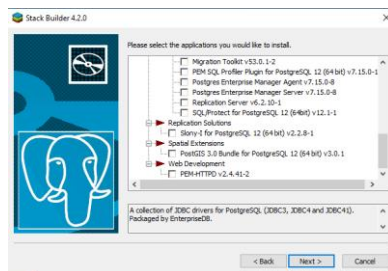 Stack Builder 4.2.0
Please select the applications you would like to install.
Migration Toolkit v53.0.1-2
PEM SQL Profiler Plugin for PostgreSQL 12 (64 bit) v7.15.0-1
Postgres Enterprise Manager Agent v7.15.0-8
Postgres Enterprise Manager Server v7.15.0-8
Replication Server v6.2.10-1
SQL/Protect for PostgreSQL 12 (64bit) v12.1-1
Replication Solutions
Slony-I for PostgreSQL 12 (64 bit) v2.2.8-1
Spatial Extensions
PostGIS 3.0 Bundle for PostgreSQL 12 (64 bit) v3.0.1
Web Development
PEM-HTTPD v2.4.41-2
A collection of JDBC drivers for PostgreSQL (JDBC3, JDBC4 and JDBC41).
Packaged by EnterpriseDB.
< Back
Next >
Cancel